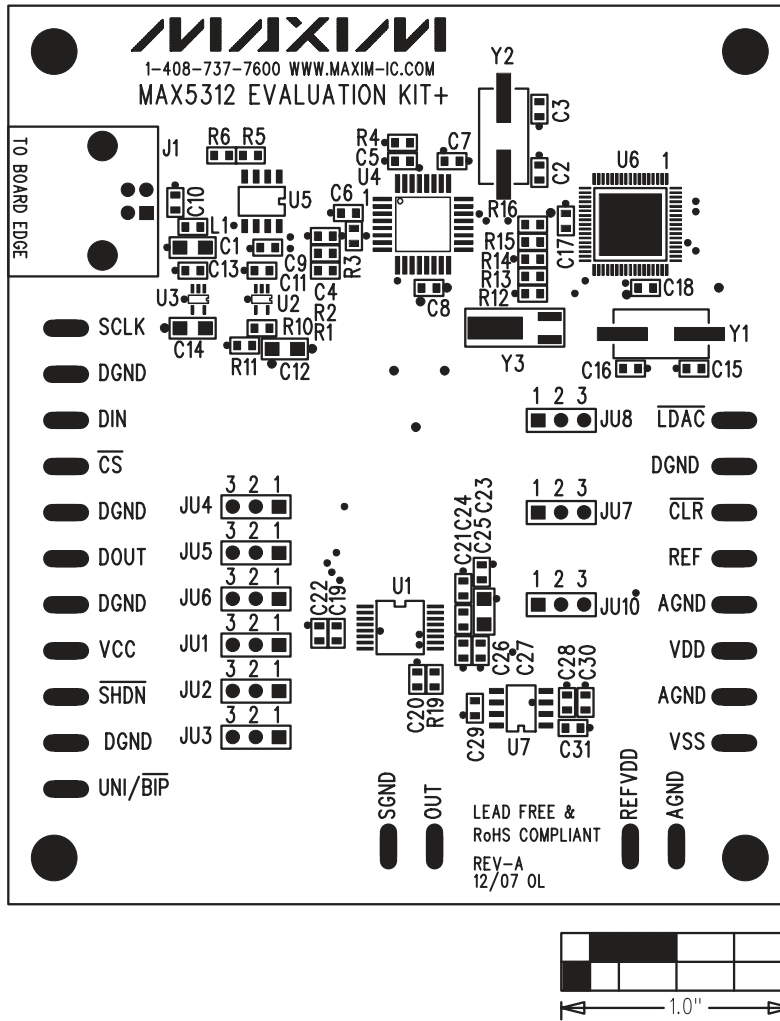 MAXIM
1-408-737-7600 WWW.MAXIM-IC.COM
MAX5312 EVALUATION KIT+
Y2
C3
C2
TO BOARD EDGE
J1
R6 R5
R4
C5
U4
1
C7
U6 1
C10
L1
C1
C13
U5
C6
R3
C9
C11
C4
R2
R1
R16
R15
R14
R13
R12
C17
C18
C8
U3
U2
C14
R10
R11
C12
Y3
Y1
C16
C15
SCLK
DGND
DIN
CS
DGND
DOUT
DGND
VCC
SHDN
DGND
UNI/BIP
1 2 3
JU8
LDAC
DGND
1 2 3
JU7
CLR
REF
1 2 3
JU10
AGND
VDD
AGND
VSS
3 2 1
JU4
3 2 1
JU5
3 2 1
JU6
3 2 1
JU1
3 2 1
JU2
3 2 1
JU3
C22
C19
U1
C21
C24
C25
C23
C26
C27
C20
R19
C29
U7
C28
C30
C31
SGND
OUT
LEAD FREE &
RoHS COMPLIANT
REV-A
12/07 OL
REFVDD
AGND
1.0"